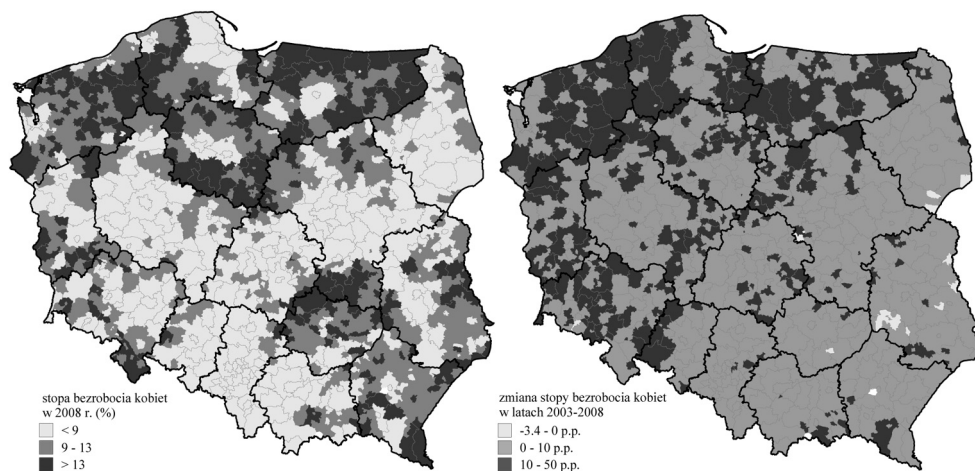 stopa bezrobocia kobiet
w 2008 r. (%)
< 9
9 - 13
> 13
zmiana stopy bezrobocia kobiet
w latach 2003-2008
-3.4 - 0 p.p.
0 - 10 p.p.
10 - 50 p.p.